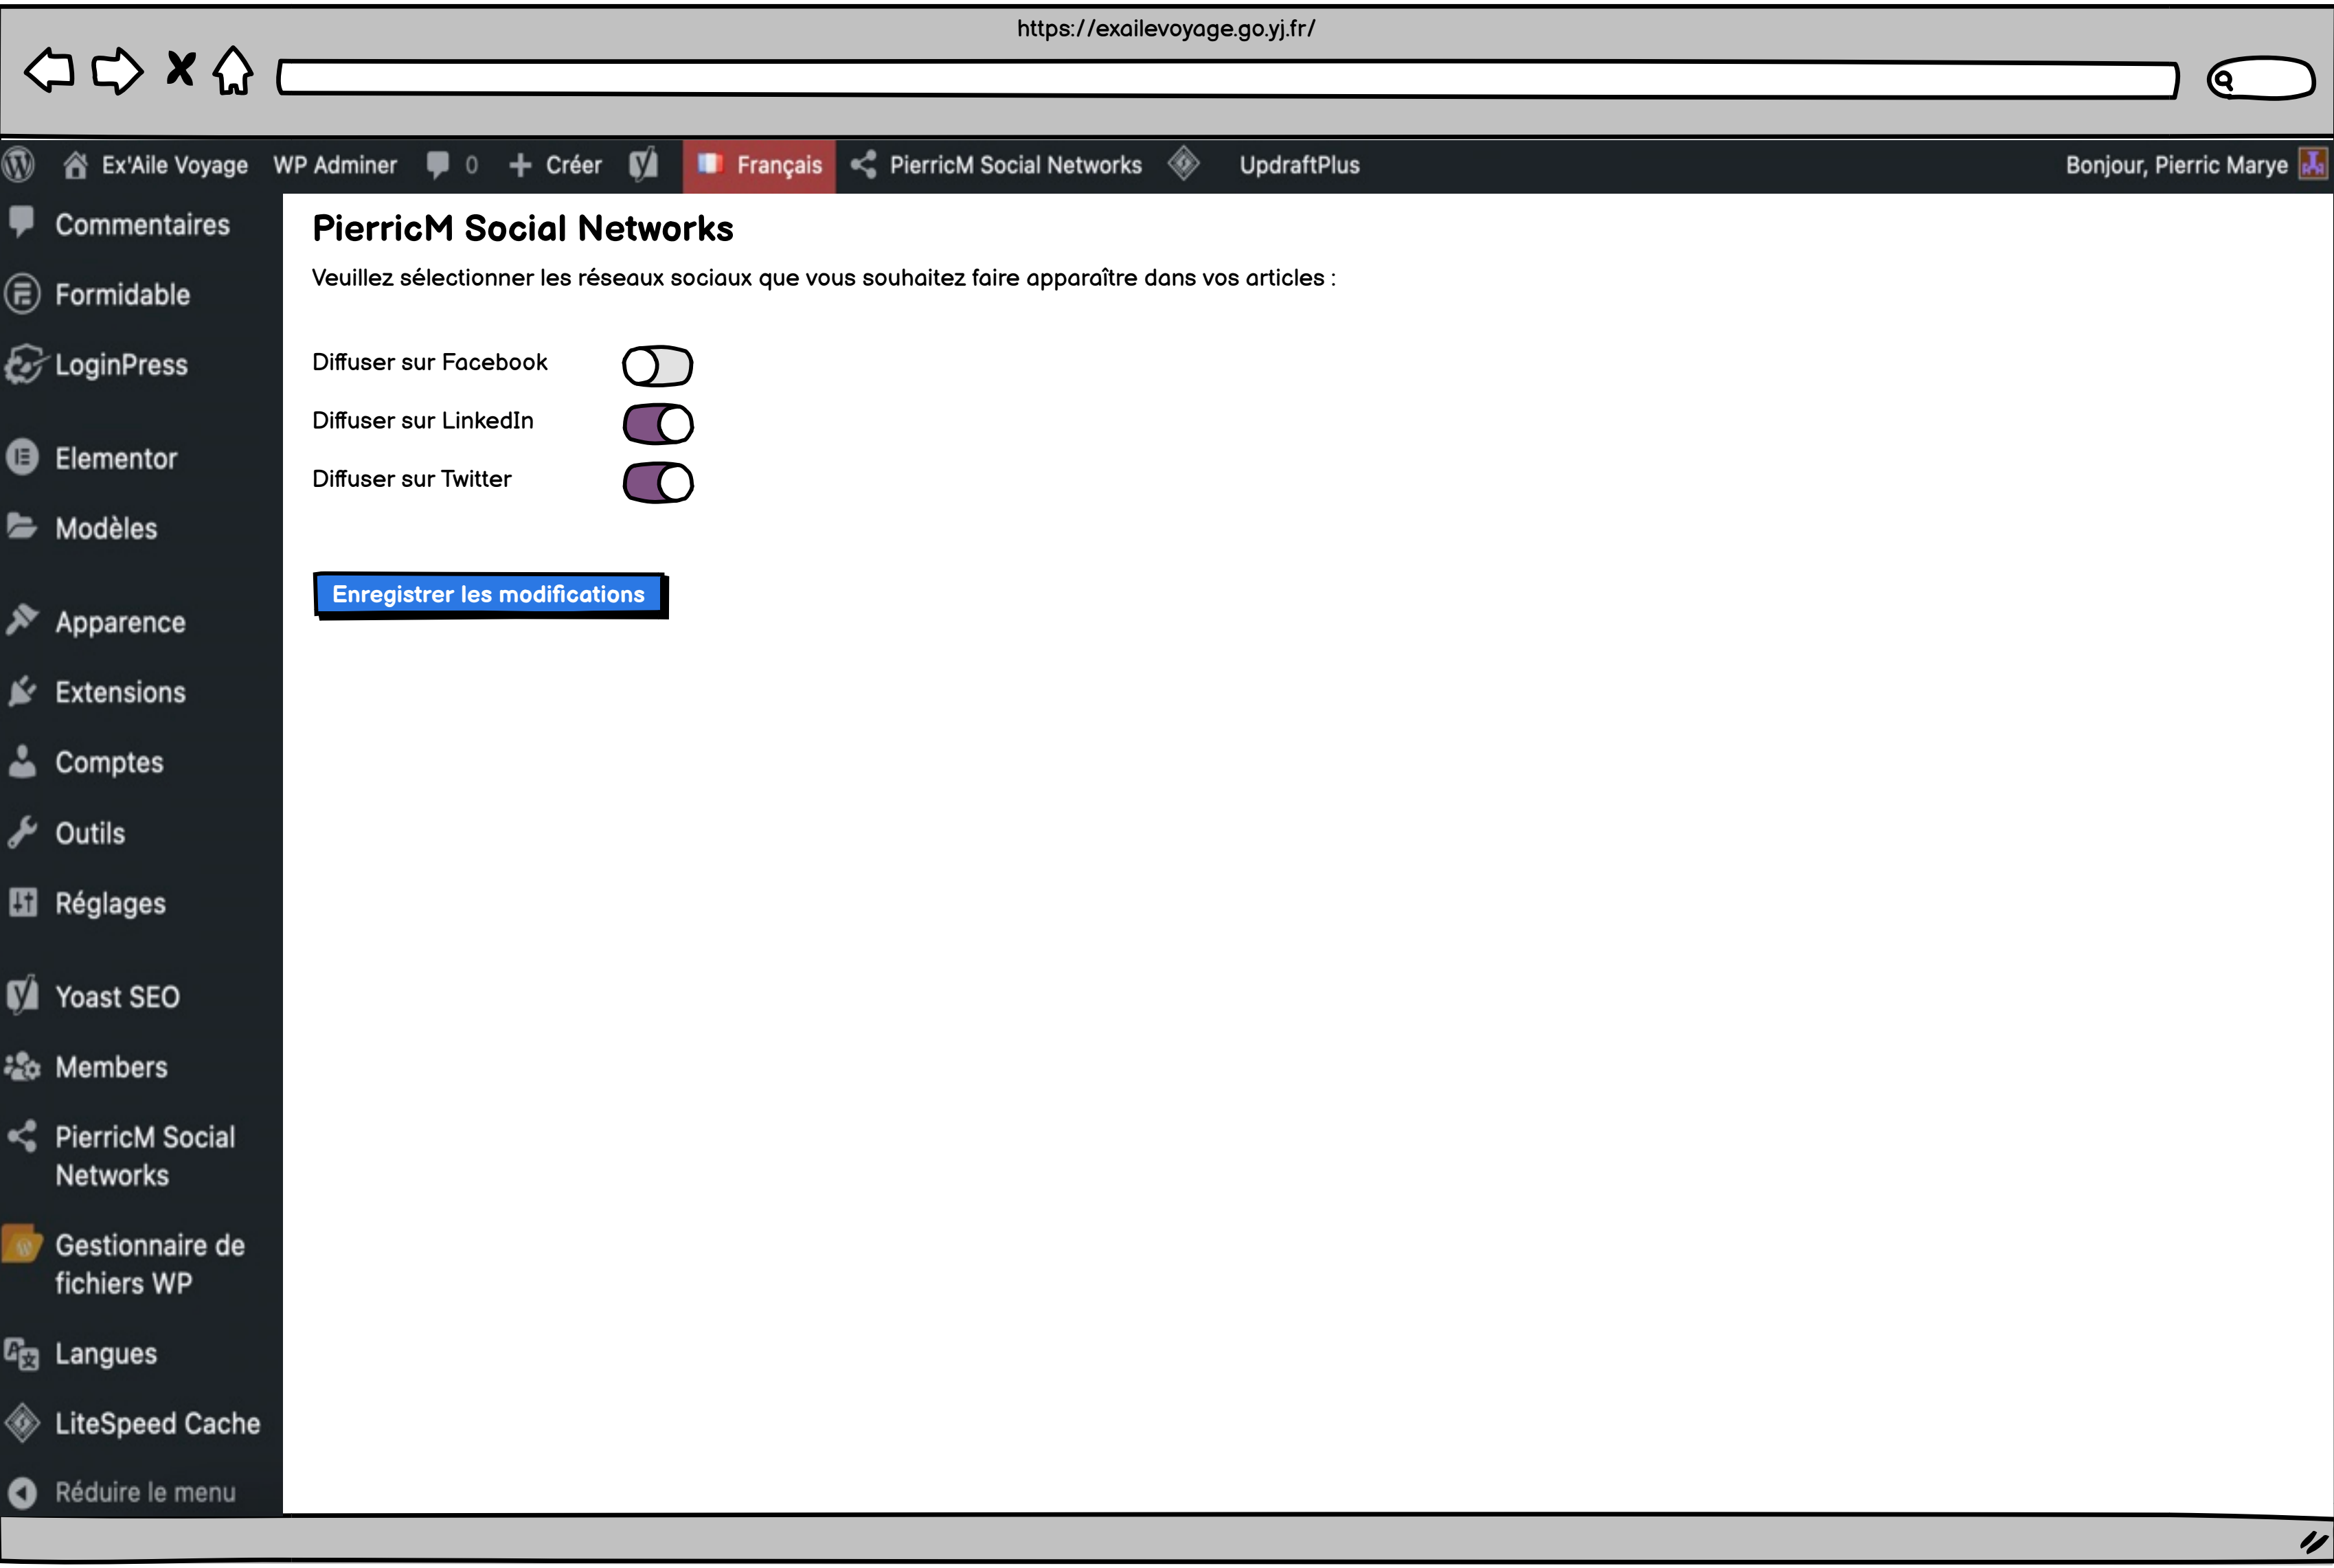 https://exailevoyage.go.yj.fr/
Ex'Aile Voyage WP Adminer 0 Créer Français PierricM Social Networks UpdraftPlus Bonjour, Pierric Marye
Commentaires
Formidable
LoginPress
Elementor
Modèles
Apparence
Extensions
Comptes
Outils
Réglages
Yoast SEO
Members
PierricM Social
Networks
Gestionnaire de
fichiers WP
Langues
LiteSpeed Cache
Réduire le menu
PierricM Social Networks
Veuillez sélectionner les réseaux sociaux que vous souhaitez faire apparaître dans vos articles :
Diffuser sur Facebook
Diffuser sur LinkedIn
Diffuser sur Twitter
Enregistrer les modifications